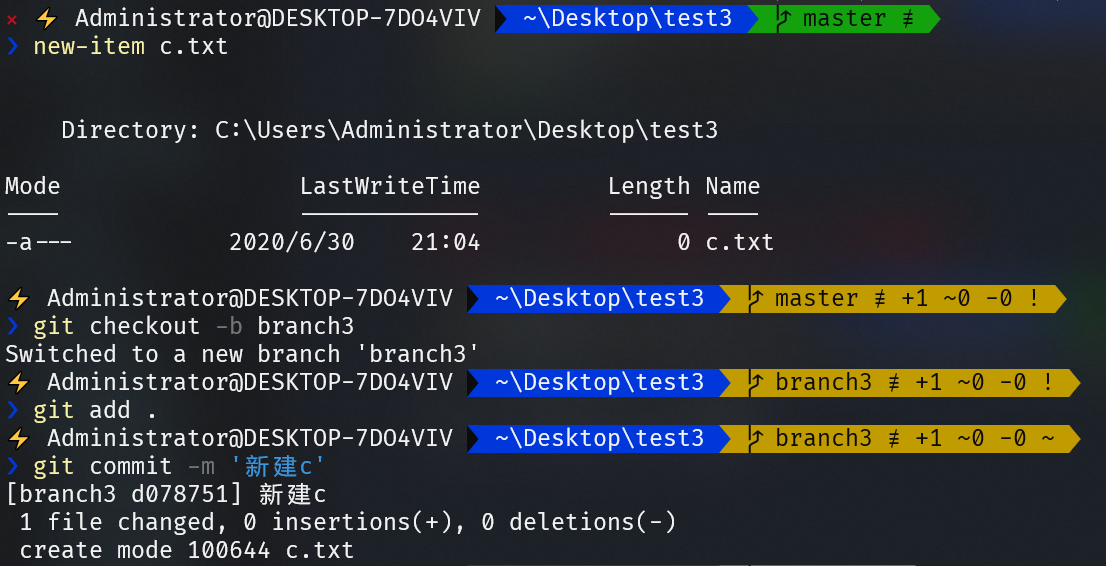 × ⚡ Administrator@DESKTOP-7DO4VIV ~\Desktop\test3 master ≢
❯ new-item c.txt
Directory: C:\Users\Administrator\Desktop\test3
Mode LastWriteTime Length Name
---- ------------- ------ ----
-a--- 2020/6/30 21:04 0 c.txt
⚡ Administrator@DESKTOP-7DO4VIV ~\Desktop\test3 master ≢ +1 ~0 -0 !
❯ git checkout -b branch3
Switched to a new branch 'branch3'
⚡ Administrator@DESKTOP-7DO4VIV ~\Desktop\test3 branch3 ≢ +1 ~0 -0 !
❯ git add .
⚡ Administrator@DESKTOP-7DO4VIV ~\Desktop\test3 branch3 ≢ +1 ~0 -0 ~
❯ git commit -m '新建c'
[branch3 d078751] 新建c
1 file changed, 0 insertions(+), 0 deletions(-)
create mode 100644 c.txt